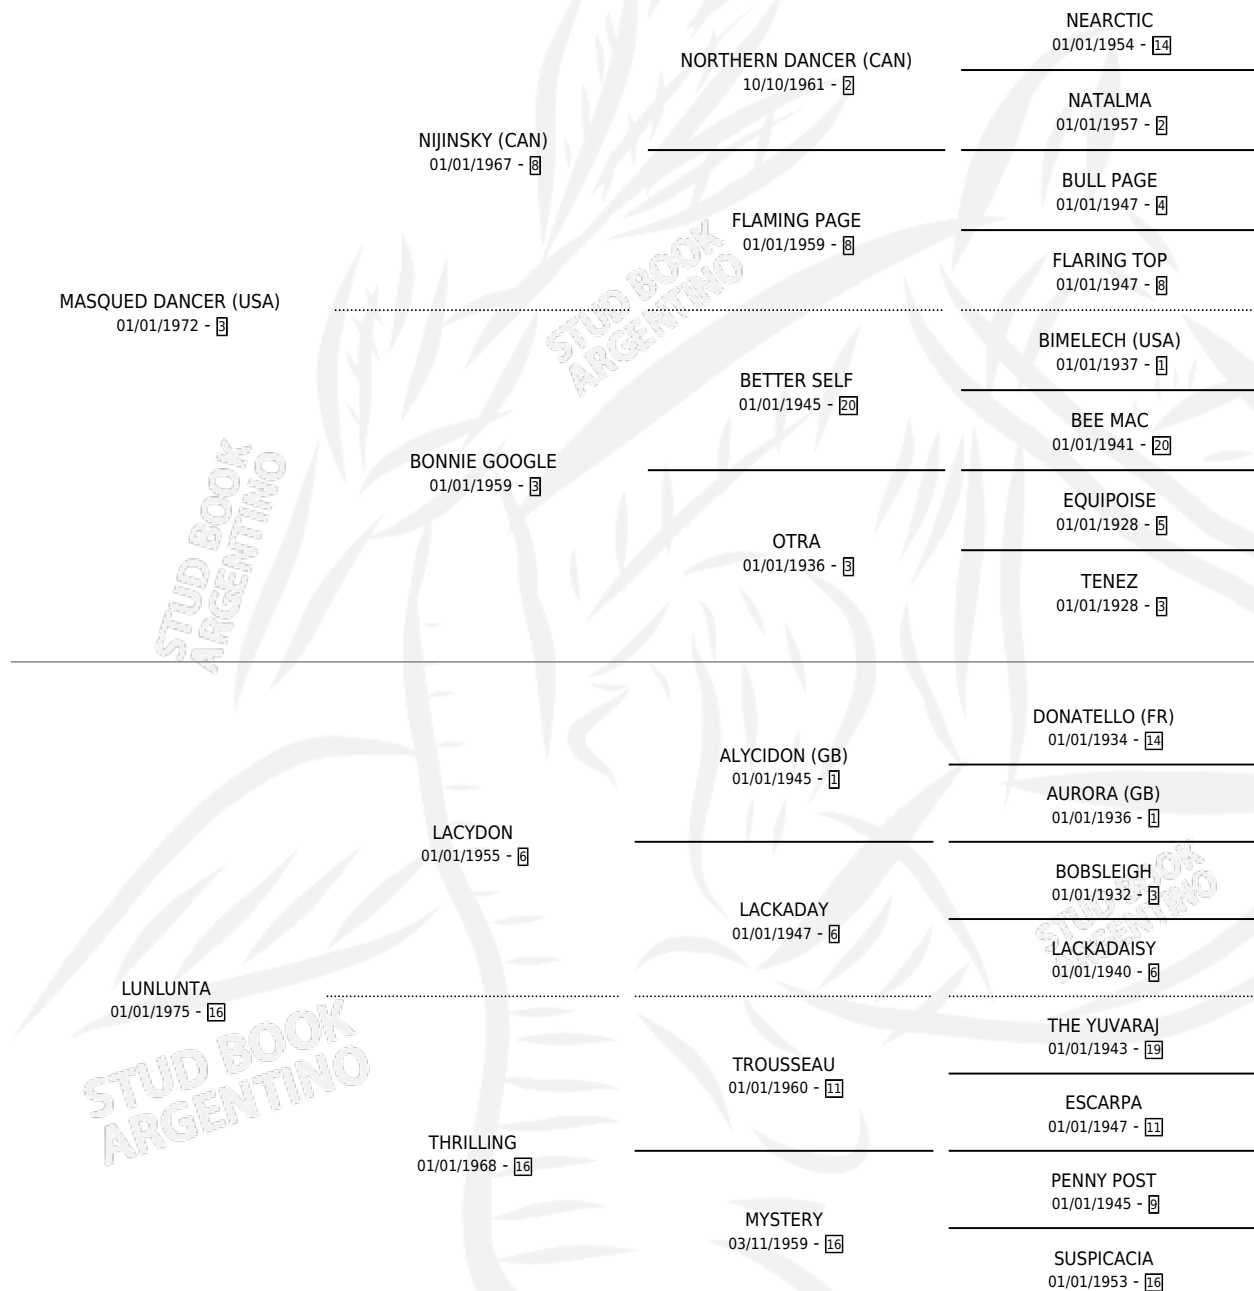 NEARCTIC
01/01/1954 - 14
NORTHERN DANCER (CAN)
10/10/1961 - 2
NATALMA
01/01/1957 - 2
NIJINSKY (CAN)
01/01/1967 - 8
BULL PAGE
01/01/1947 - 4
FLAMING PAGE
01/01/1959 - 8
FLARING TOP
01/01/1947 - 8
MASQUED DANCER (USA)
01/01/1972 - 3
BIMELECH (USA)
01/01/1937 - 1
BETTER SELF
01/01/1945 - 20
BEE MAC
01/01/1941 - 20
BONNIE GOOGLE
01/01/1959 - 3
EQUIPOISE
01/01/1928 - 5
OTRA
01/01/1936 - 3
TENEZ
01/01/1928 - 3
DONATELLO (FR)
01/01/1934 - 14
ALYCIDON (GB)
01/01/1945 - 1
AURORA (GB)
01/01/1936 - 1
LACYDON
01/01/1955 - 6
BOBSLEIGH
01/01/1932 - 3
LACKADAY
01/01/1947 - 6
LACKADAISY
01/01/1940 - 6
LUNLUNTA
01/01/1975 - 16
THE YUVARAJ
01/01/1943 - 19
TROUSSEAU
01/01/1960 - 11
ESCARPA
01/01/1947 - 11
THRILLING
01/01/1968 - 16
PENNY POST
01/01/1945 - 9
MYSTERY
03/11/1959 - 16
SUSPICACIA
01/01/1953 - 16
STUD BOOK
ARGENTINO
STUD BOOK
ARGENTINO
STUD BOOK
ARGENTINO
STUD BOOK
ARGENTINO